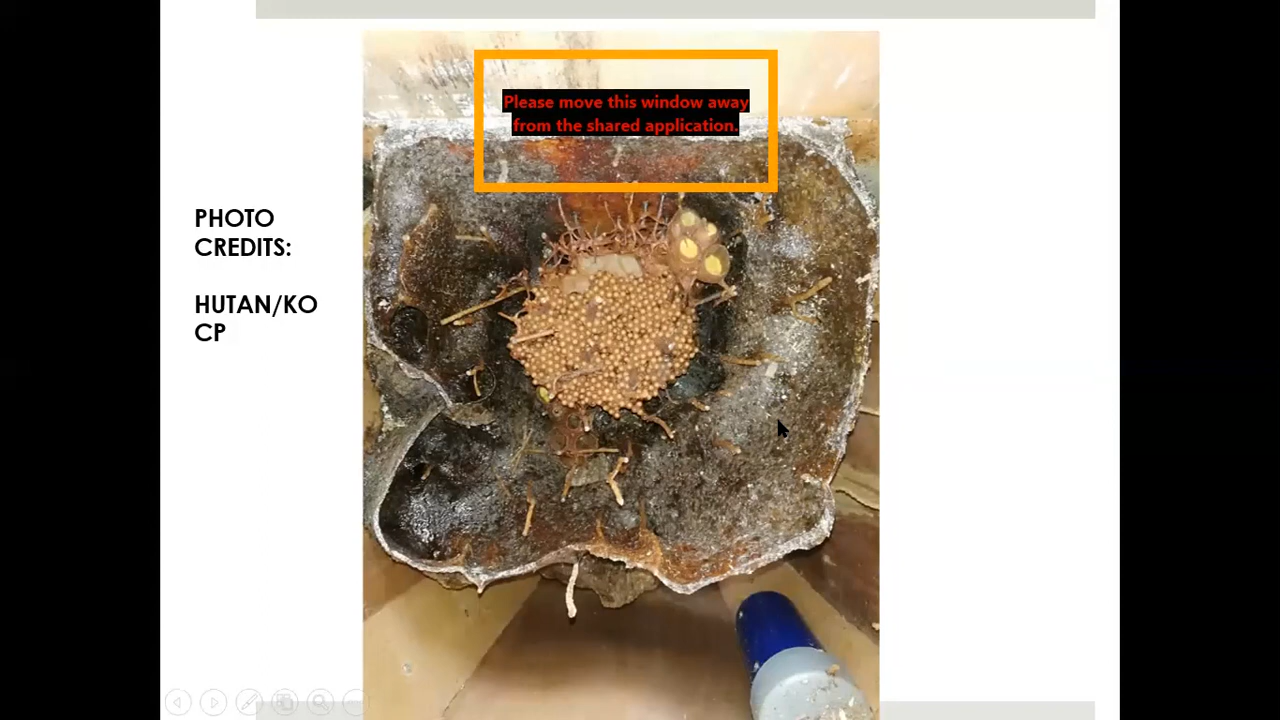 Please move this window away
from the shared application.
PHOTO
CREDITS:
HUTAN/KO
CP